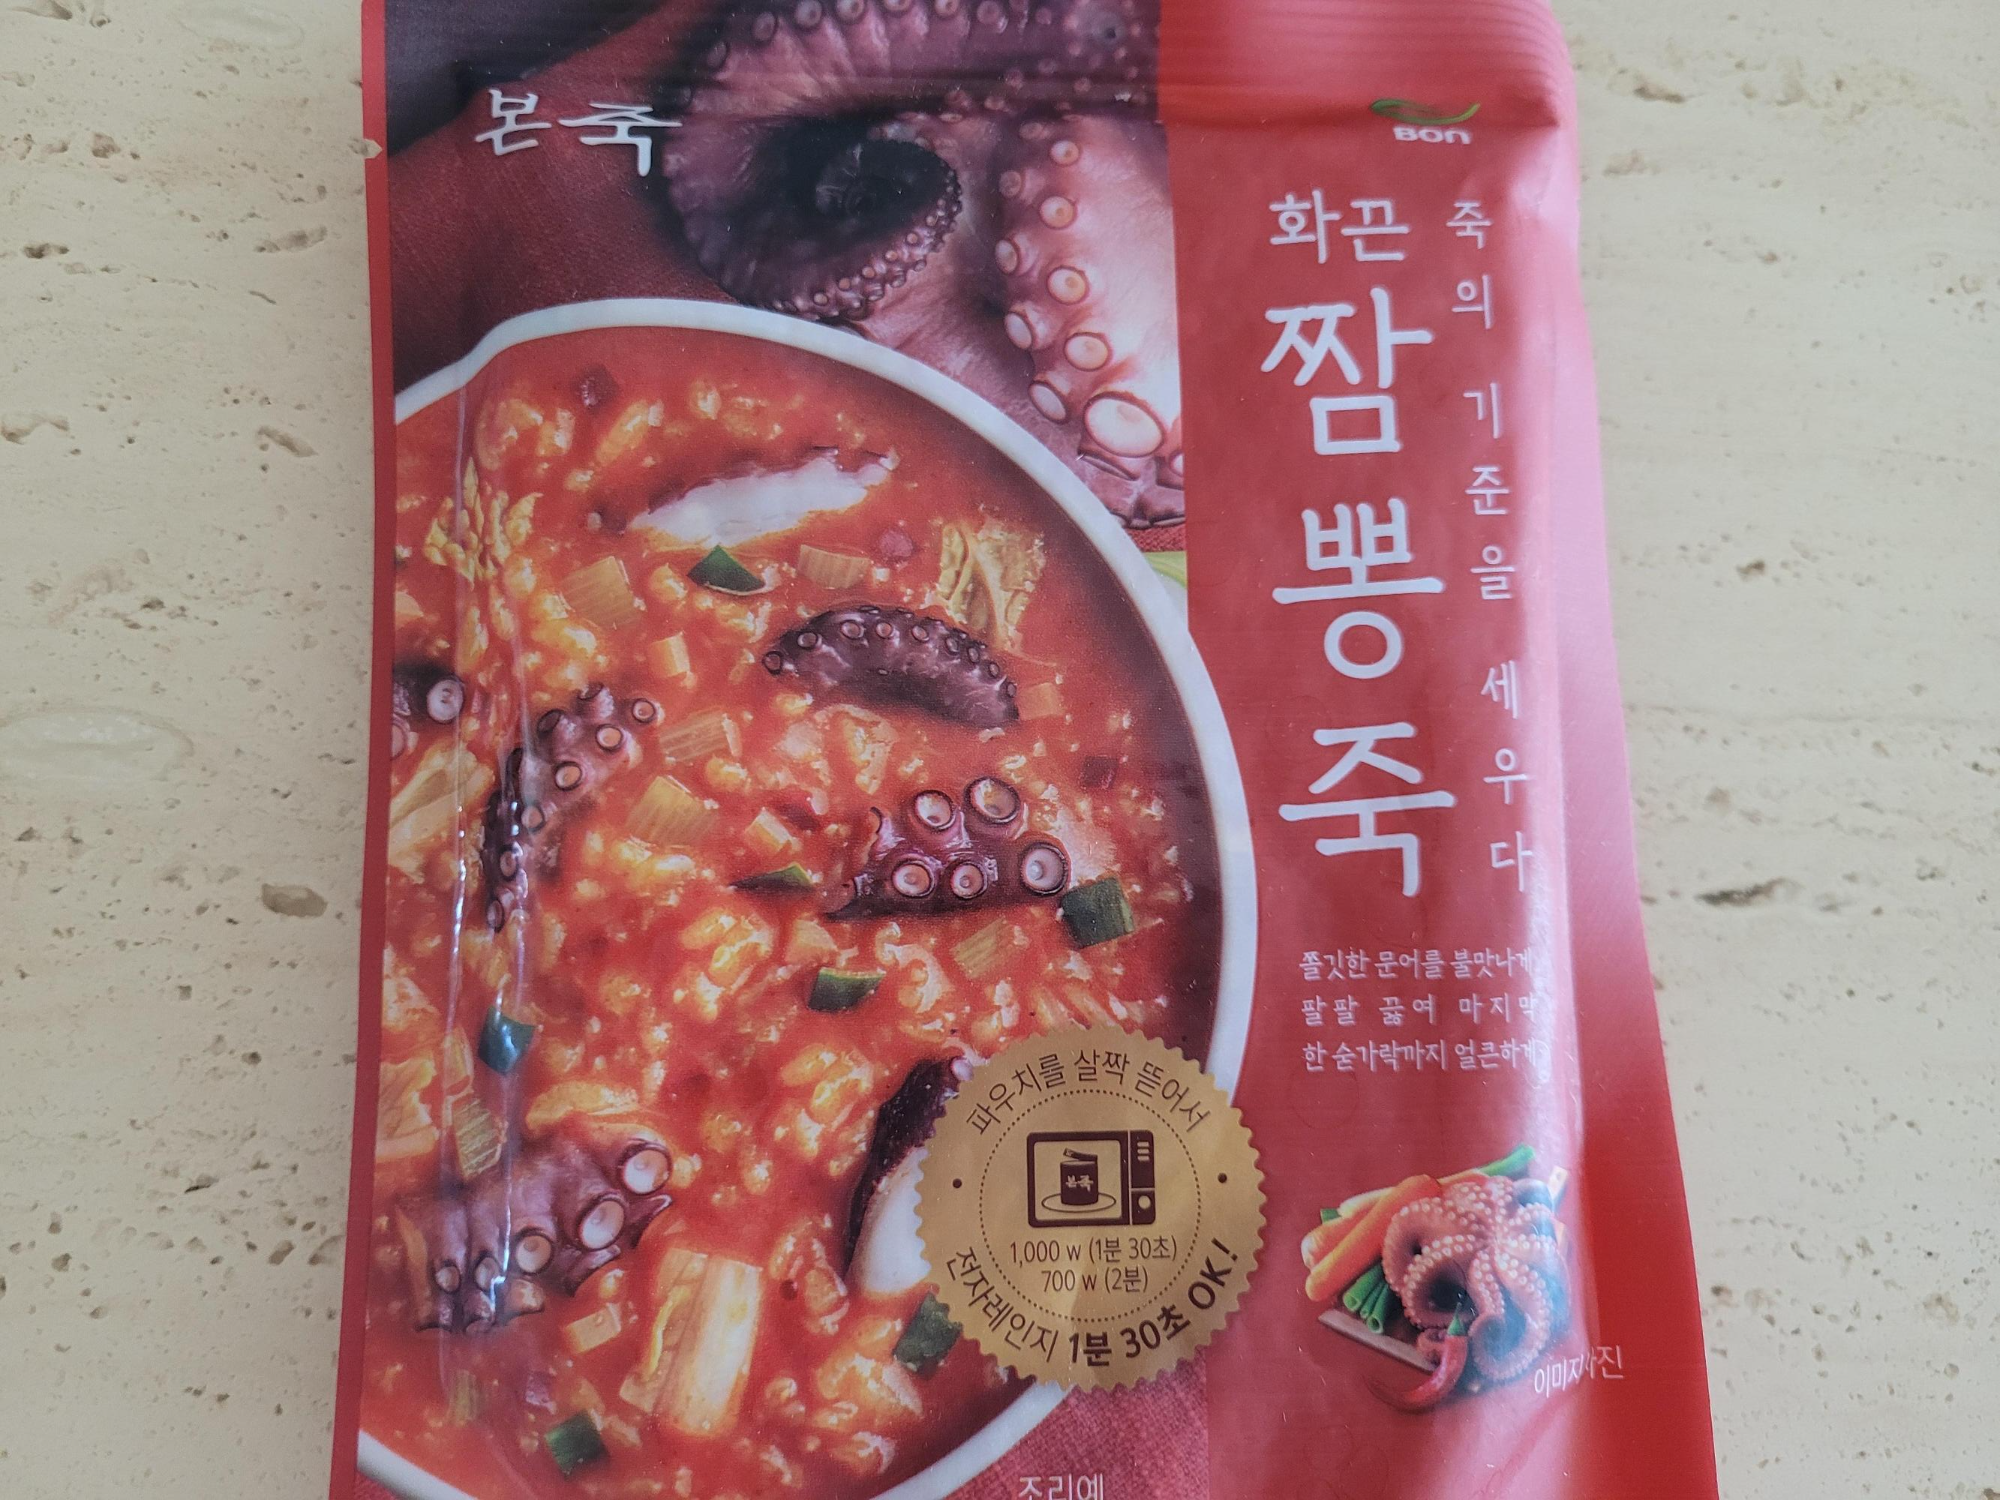 본죽
BON
화끈
짬뽕죽
죽의 기준을 세우다
쫄깃한 문어를 불맛나게
팔팔 끓여 마지막
한 숟가락까지 얼큰하게
파우치를 살짝 뜯어서
본죽
1,000 w (1분 30초)
700 w (2분)
전자레인지 1분 30초 OK!
이미지사진
조리예